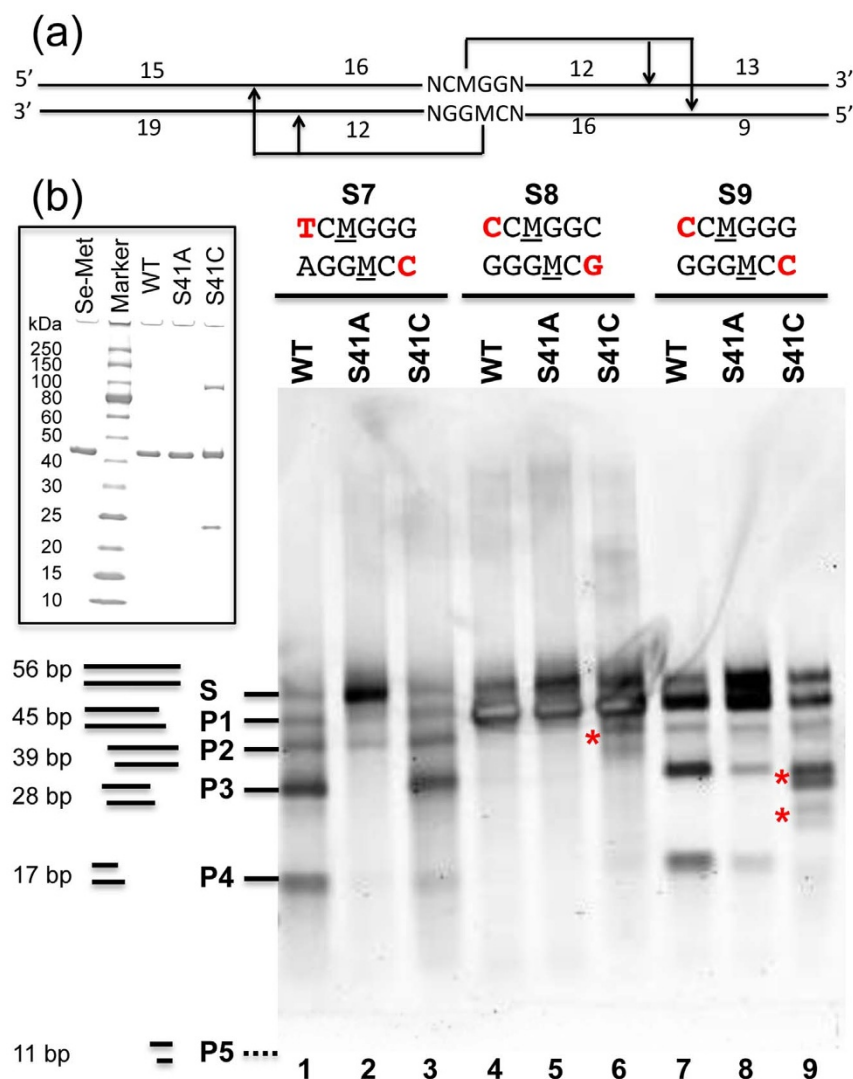 (a)
15 16 12 13
5' NCMGGN 3'
3' NGGMCN 5'
19 12 16 9
(b)
S7 S8 S9
TCMGGG CCMGGC CCMGGG
AGGMCC GGGMCG GGGMCC
Se-Met Marker WT S41A S41C
kDa
250
150
100
80
60
50
40
30
25
20
15
10
WT S41A S41C WT S41A S41C WT S41A S41C
56 bp
S
45 bp P1
P2
39 bp
*
P3
28 bp
*
*
17 bp P4
11 bp P5
1 2 3 4 5 6 7 8 9